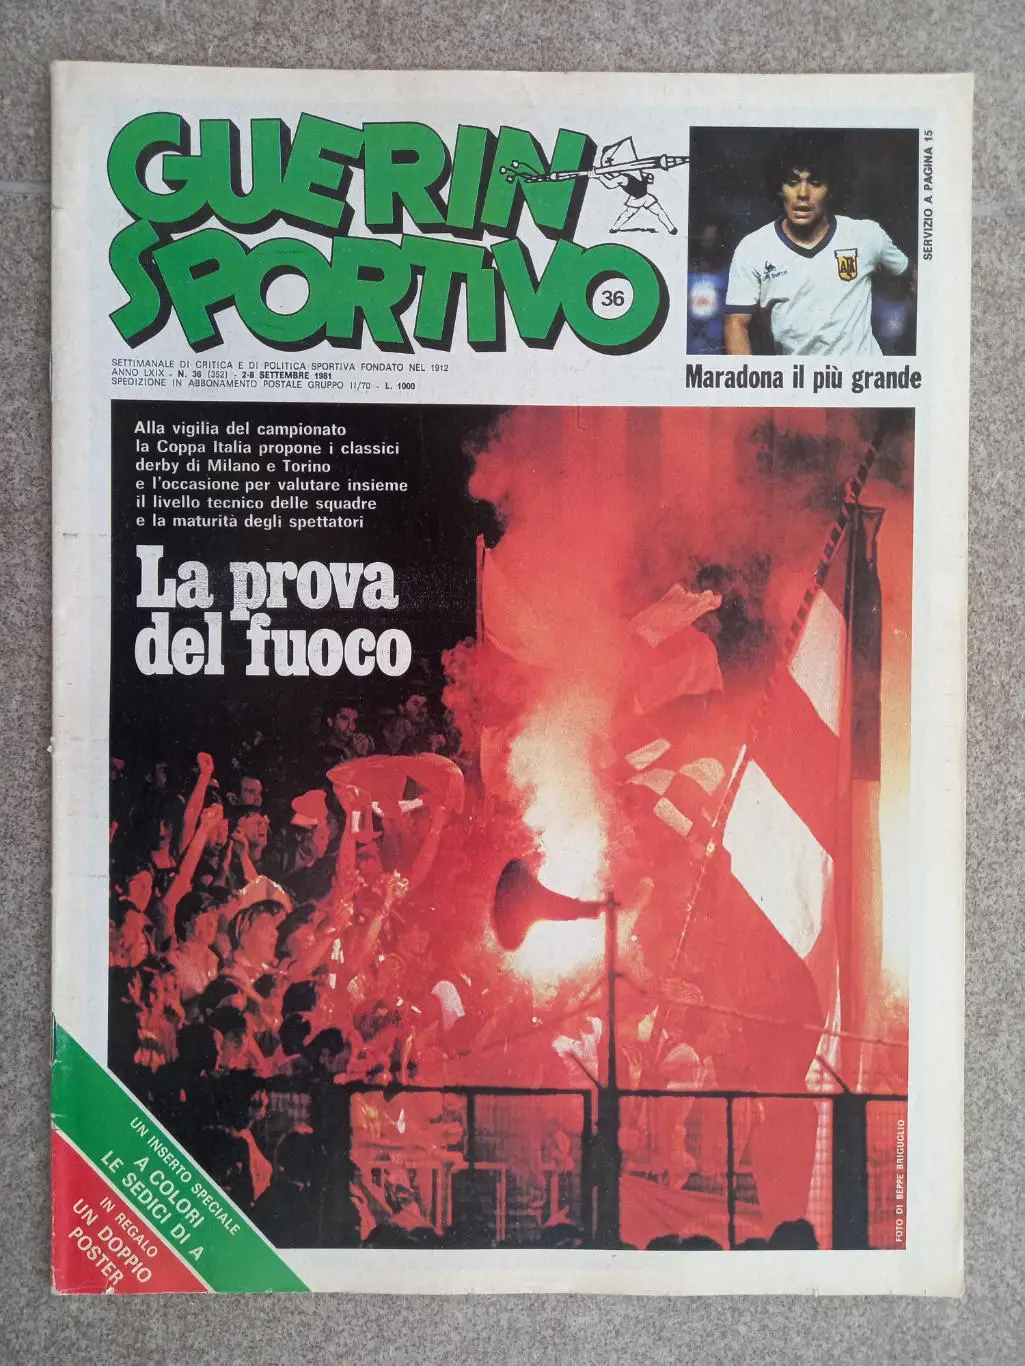 GUERIN
SPORTIVO
36
SETTIMANALE DI CRITICA E DI POLITICA SPORTIVA FONDATO NEL 1912
ANNO LXIX - N. 36 (352) - 2-8 SETTEMBRE 1981
SPEDIZIONE IN ABBONAMENTO POSTALE GRUPPO II/70 - L. 1000
SERVIZIO A PAGINA 15
Maradona il più grande
Alla vigilia del campionato
la Coppa Italia propone i classici
derby di Milano e Torino
e l'occasione per valutare insieme
il livello tecnico delle squadre
e la maturità degli spettatori
La prova
del fuoco
UN INSERTO SPECIALE
A COLORI
LE SEDICI DI A
IN REGALO
UN DOPPIO
POSTER
FOTO DI BEPPE BRIGUGLIO